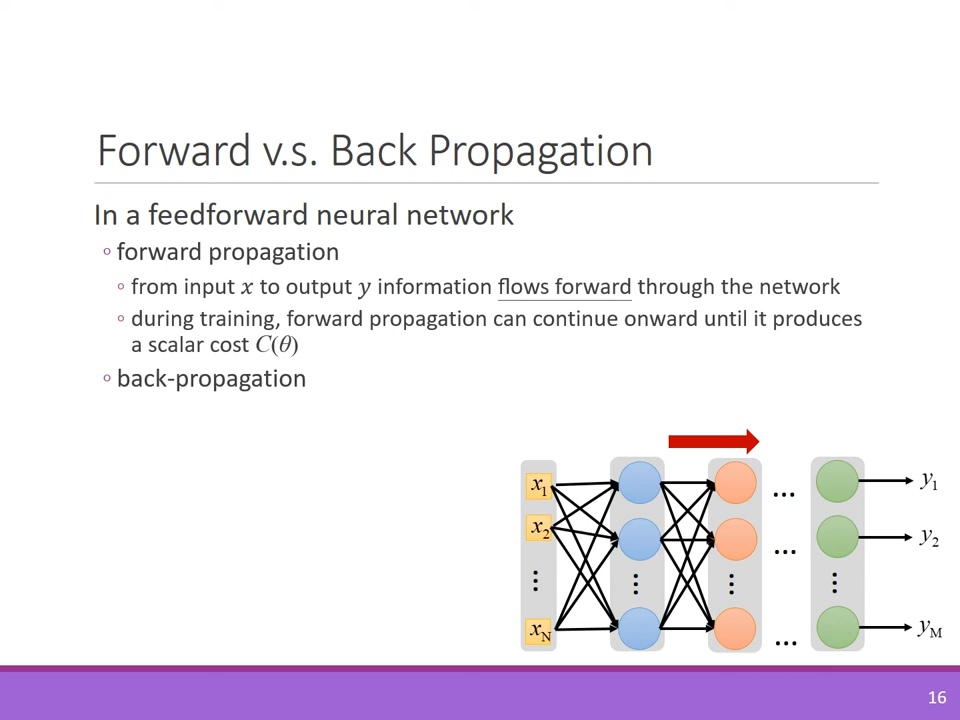 Forward v.s. Back Propagation
In a feedforward neural network
◦ forward propagation
◦ from input x to output y information flows forward through the network
◦ during training, forward propagation can continue onward until it produces
a scalar cost C(θ)
◦ back-propagation
x1
x2
⋮
xN
⋮
⋮
...
...
...
⋮
y1
y2
yM
16